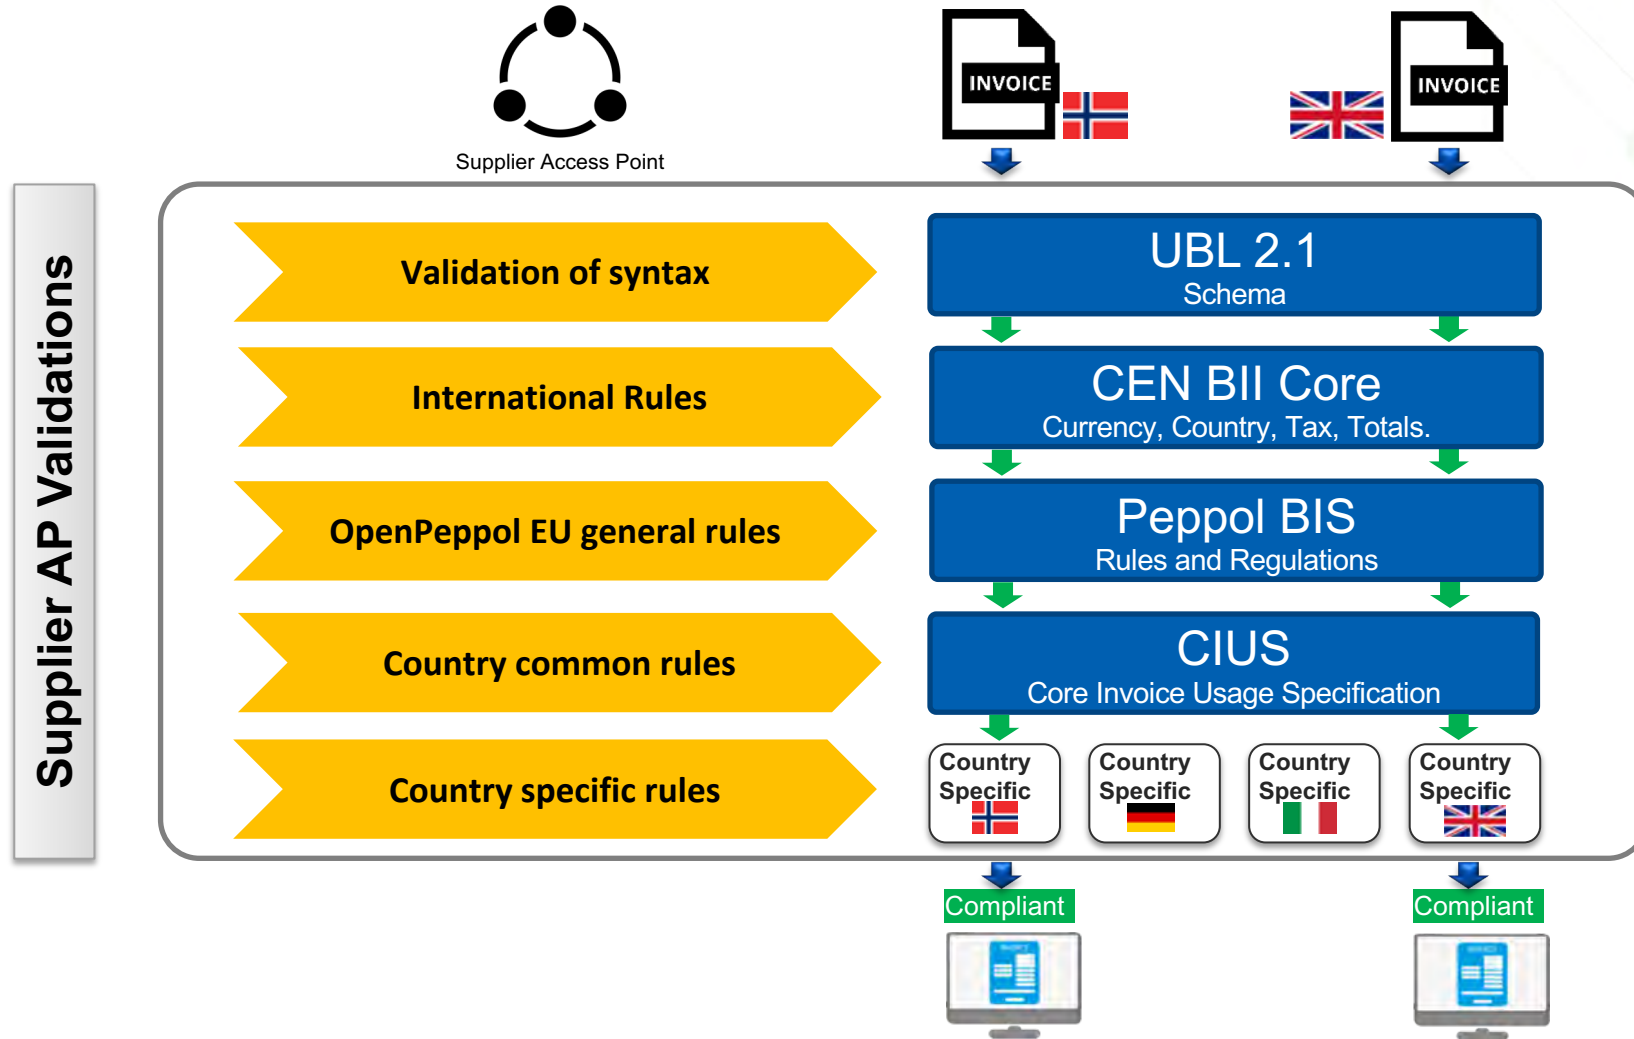 INVOICE
INVOICE
Supplier Access Point
Supplier AP Validations
Validation of syntax
UBL 2.1
Schema
International Rules
CEN BII Core
Currency, Country, Tax, Totals.
OpenPeppol EU general rules
Peppol BIS
Rules and Regulations
Country common rules
CIUS
Core Invoice Usage Specification
Country specific rules
Country
Specific
Country
Specific
Country
Specific
Country
Specific
Compliant
Compliant